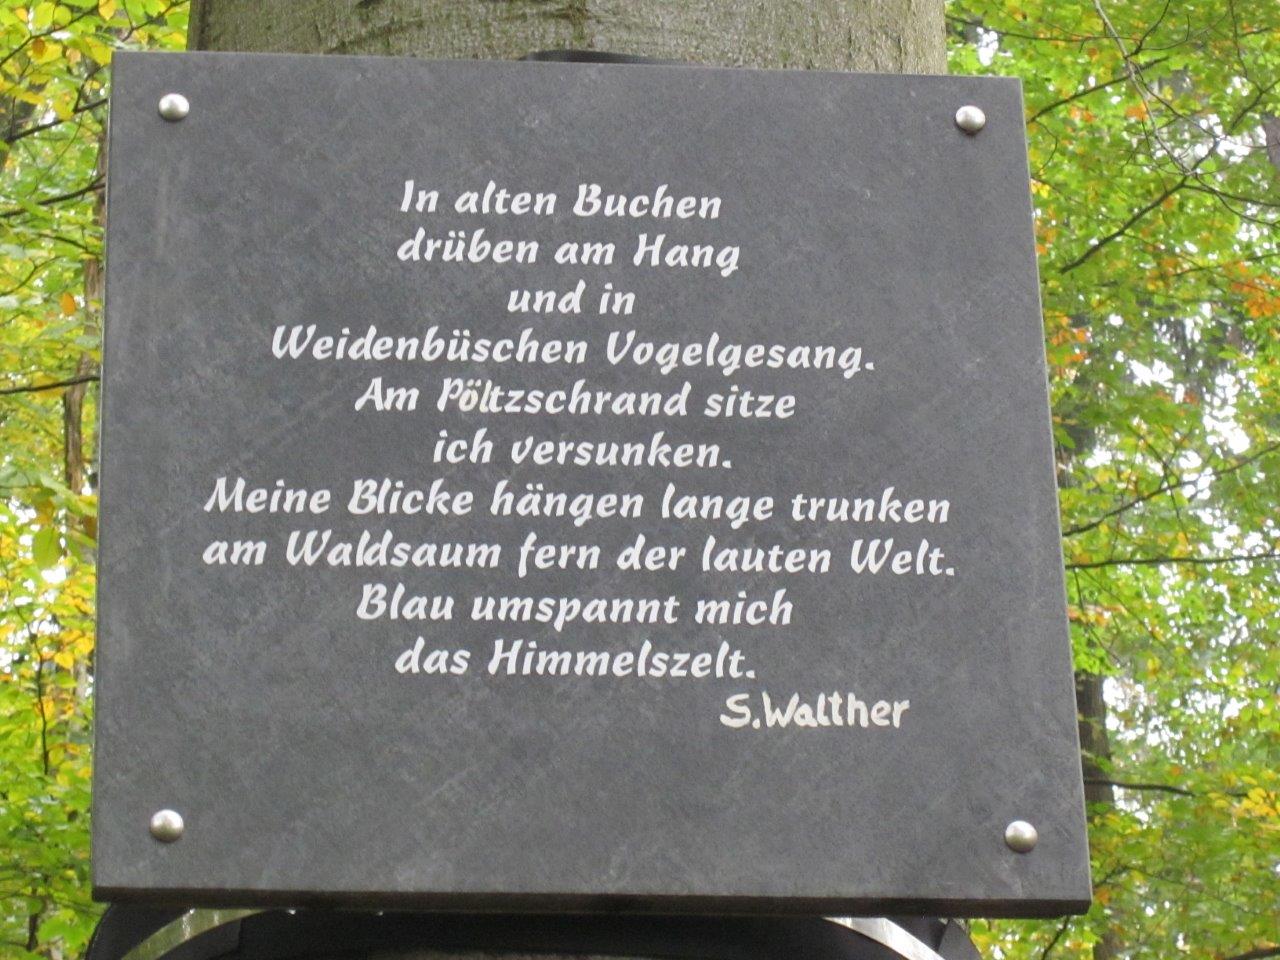 In alten Buchen
drüben am Hang
und in
Weidenbüschen Vogelgesang.
Am Pöltzschrand sitze
ich versunken.
Meine Blicke hängen lange trunken
am Waldsaum fern der lauten Welt.
Blau umspannt mich
das Himmelszelt.
S.Walther